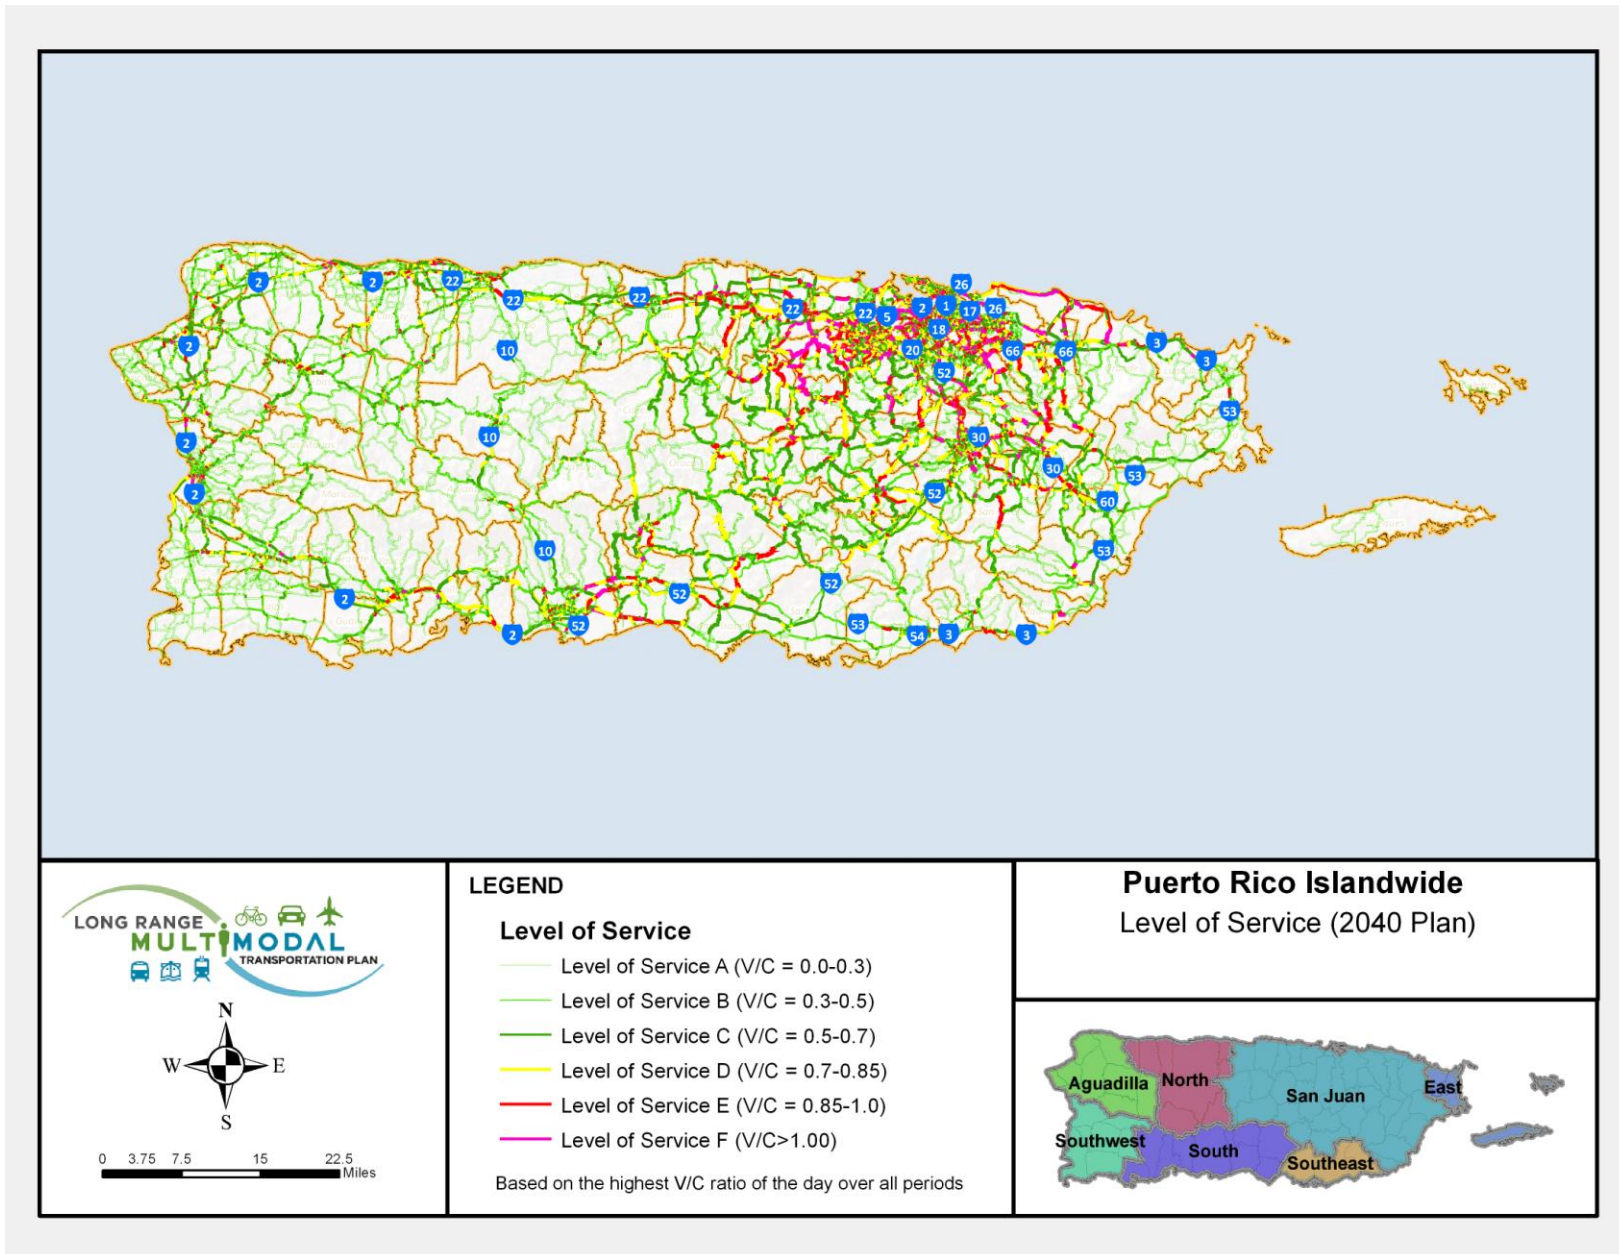 2
2
22
22
22
22
22
5
2
1
26
17
26
18
20
52
66
66
3
3
10
2
10
2
2
30
30
53
53
60
52
10
53
2
52
52
2
52
53
54
3
3
LONG RANGE
MULTIMODAL
TRANSPORTATION PLAN
N
W E
S
0 3.75 7.5 15 22.5
Miles
LEGEND
Level of Service
Level of Service A (V/C = 0.0-0.3)
Level of Service B (V/C = 0.3-0.5)
Level of Service C (V/C = 0.5-0.7)
Level of Service D (V/C = 0.7-0.85)
Level of Service E (V/C = 0.85-1.0)
Level of Service F (V/C>1.00)
Based on the highest V/C ratio of the day over all periods
Puerto Rico Islandwide
Level of Service (2040 Plan)
Aguadilla
North
San Juan
East
Southwest
South
Southeast